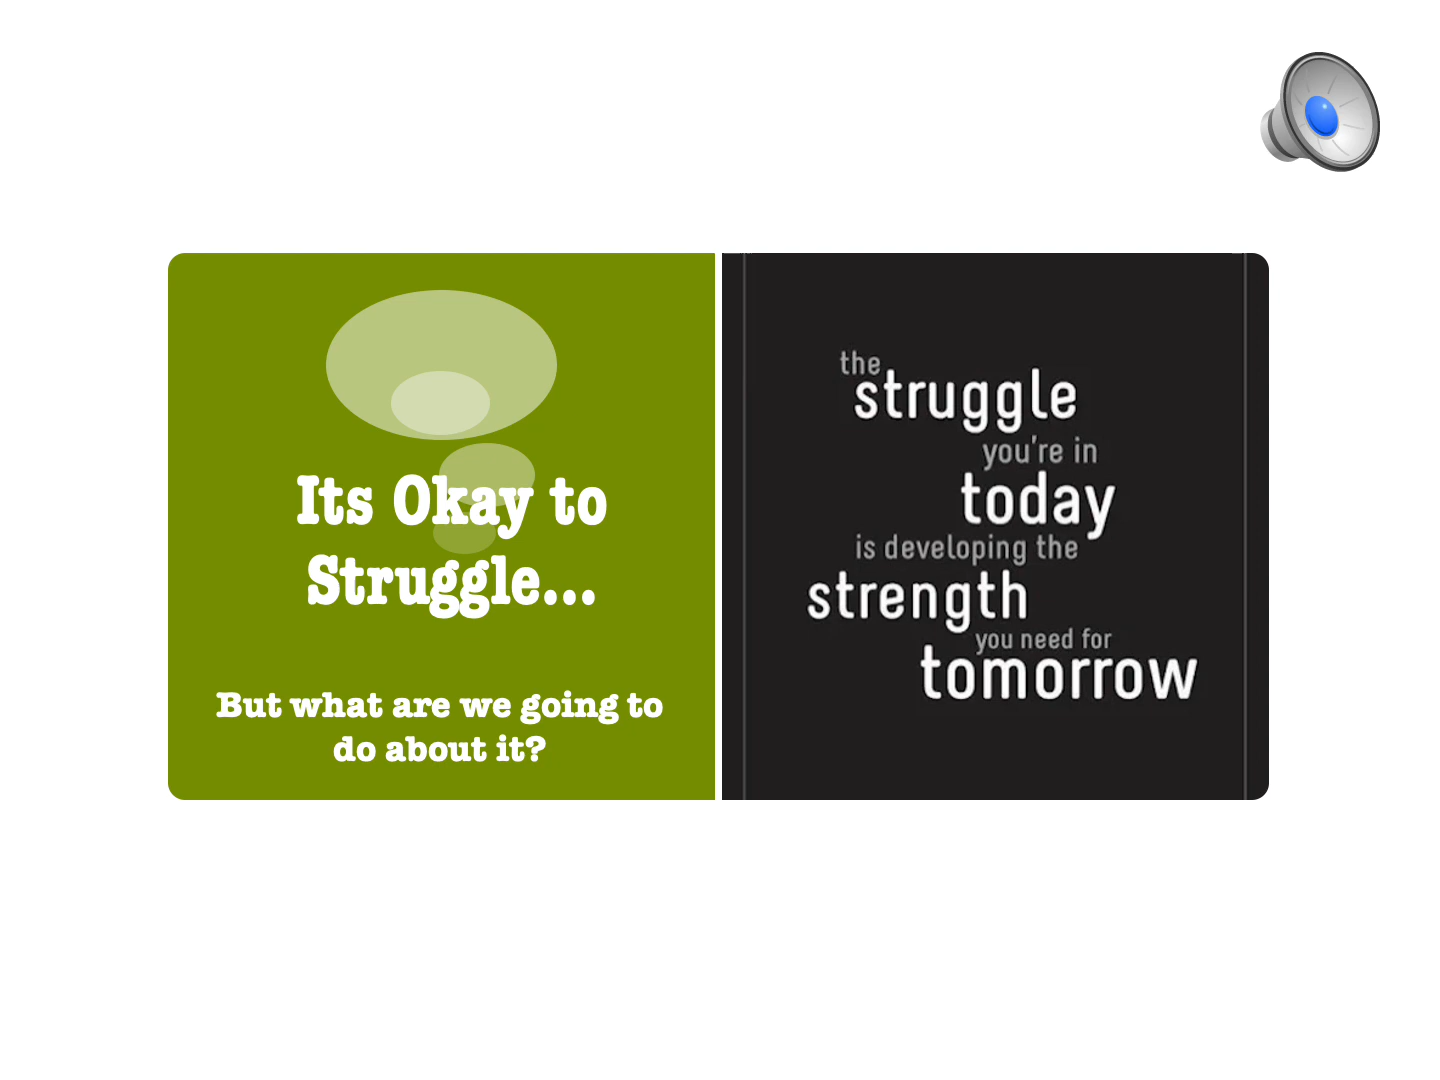 Its Okay to
Struggle...
But what are we going to
do about it?
the
struggle
you're in
today
is developing the
strength
you need for
tomorrow